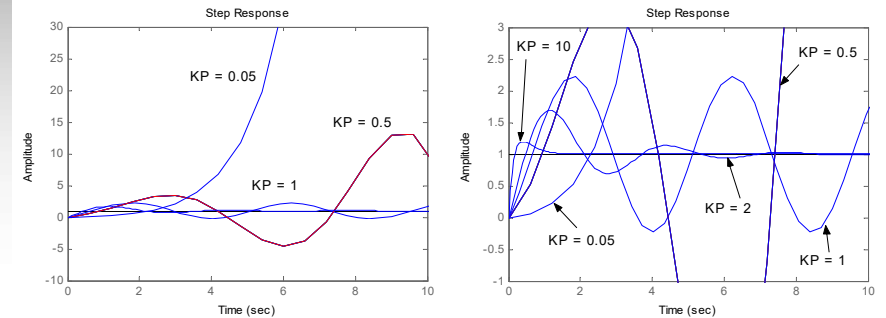 Step Response
30
25
20
15
10
5
0
-5
-10
Amplitude
KP = 0.05
KP = 0.5
KP = 1
0 2 4 6 8 10
Time (sec)
Step Response
3
2.5
2
1.5
1
0.5
0
-0.5
-1
Amplitude
KP = 10
KP = 0.5
KP = 2
KP = 0.05
KP = 1
0 2 4 6 8 10
Time (sec)